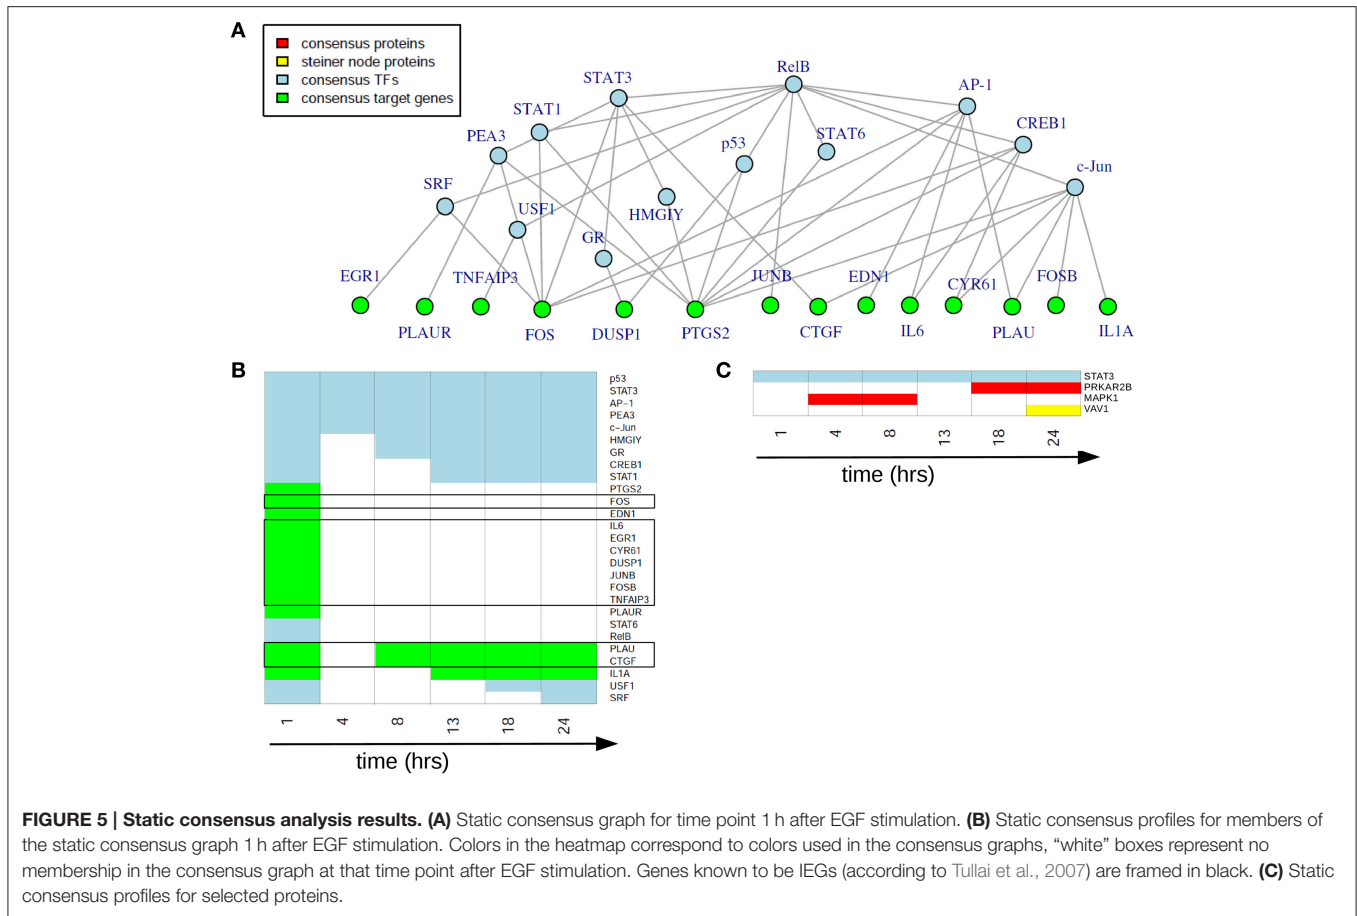 A
consensus proteins
steiner node proteins
consensus TFs
consensus target genes
RelB
STAT3
AP-1
STAT1
CREB1
PEA3
p53
STAT6
c-Jun
SRF
USF1
HMGIY
GR
EGR1
TNFAIP3
JUNB
EDN1
CYR61
FOSB
PLAUR
FOS
DUSP1
PTGS2
CTGF
IL6
PLAU
IL1A
B
p53
STAT3
AP-1
PEA3
c-Jun
HMGIY
GR
CREB1
STAT1
PTGS2
FOS
EDN1
IL6
EGR1
CYR61
DUSP1
JUNB
FOSB
TNFAIP3
PLAUR
STAT6
RelB
PLAU
CTGF
IL1A
USF1
SRF
1 4 8 13 18 24
time (hrs)
C
STAT3
PRKAR2B
MAPK1
VAV1
1 4 8 13 18 24
time (hrs)
FIGURE 5 | Static consensus analysis results. (A) Static consensus graph for time point 1 h after EGF stimulation. (B) Static consensus profiles for members of
the static consensus graph 1 h after EGF stimulation. Colors in the heatmap correspond to colors used in the consensus graphs, “white” boxes represent no
membership in the consensus graph at that time point after EGF stimulation. Genes known to be IEGs (according to Tullai et al., 2007) are framed in black. (C) Static
consensus profiles for selected proteins.